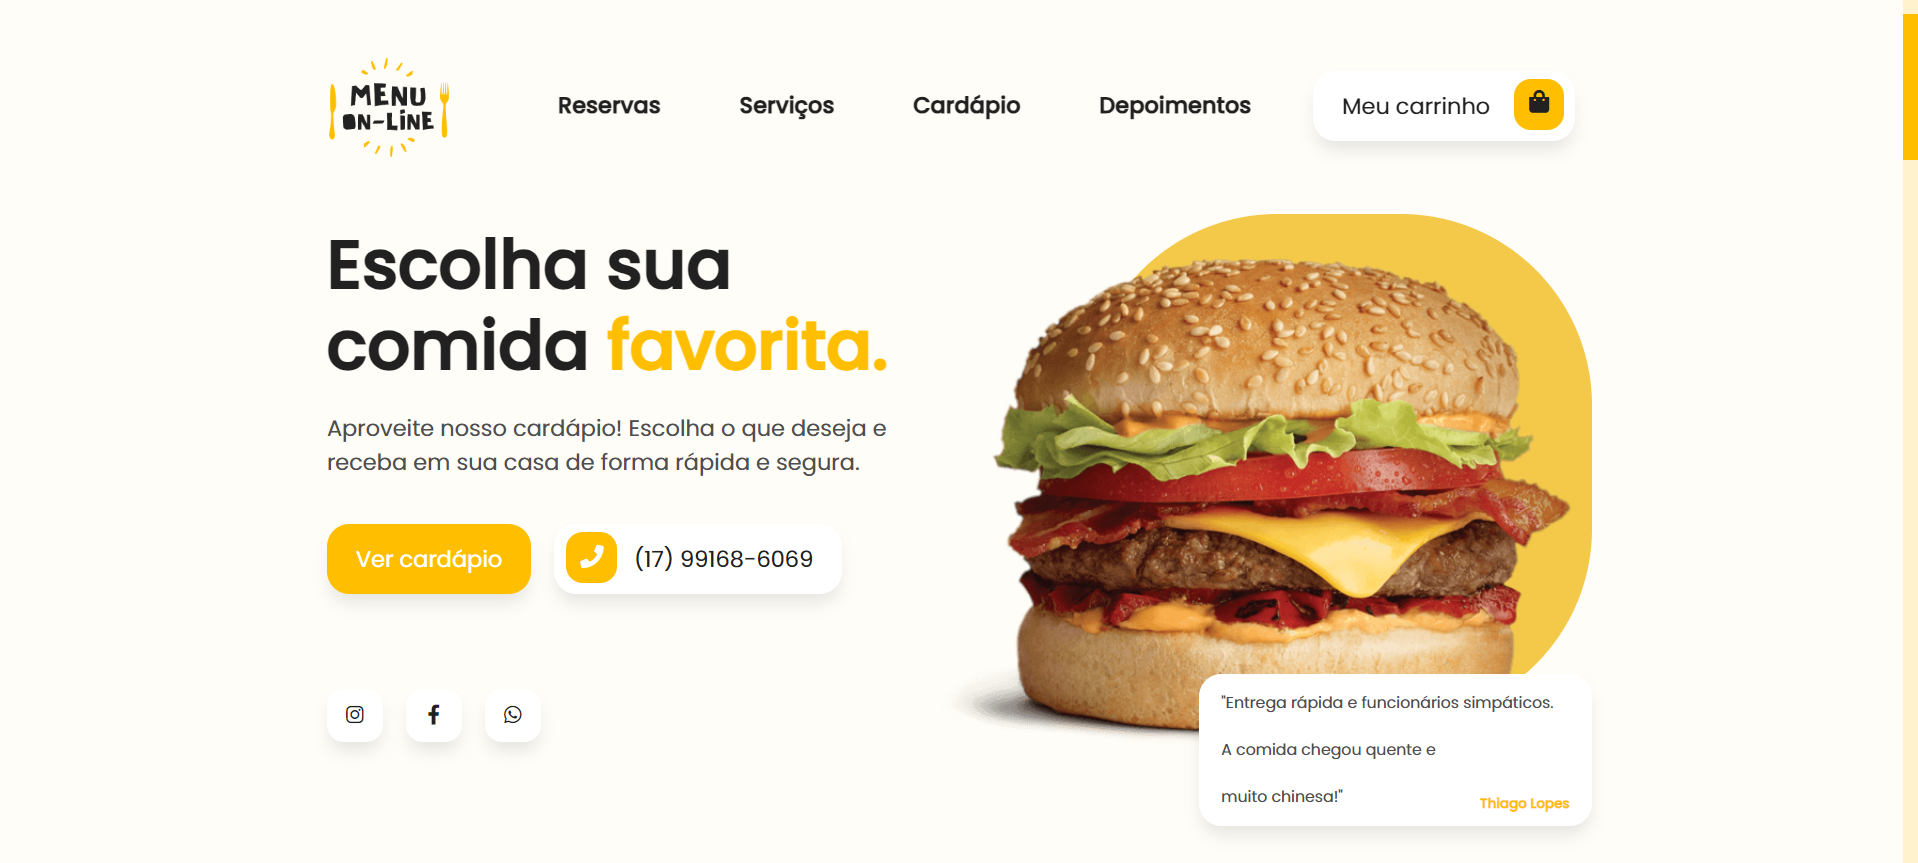 MENU
ON-LINE
Reservas
Serviços
Cardápio
Depoimentos
Meu carrinho
Escolha sua
comida favorita.
Aproveite nosso cardápio! Escolha o que deseja e
receba em sua casa de forma rápida e segura.
Ver cardápio
(17) 99168-6069
"Entrega rápida e funcionários simpáticos.
A comida chegou quente e
muito chinesa!"
Thiago Lopes